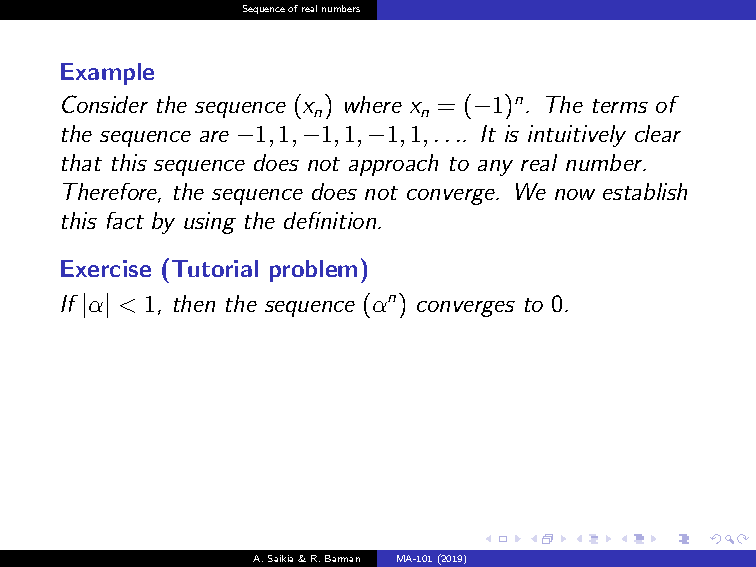 Sequence of real numbers
Example
Consider the sequence (xₙ) where xₙ = (−1)ⁿ. The terms of
the sequence are −1, 1, −1, 1, −1, 1, . . .. It is intuitively clear
that this sequence does not approach to any real number.
Therefore, the sequence does not converge. We now establish
this fact by using the definition.
Exercise (Tutorial problem)
If |α| < 1, then the sequence (αⁿ) converges to 0.
A. Saikia & R. Barman MA-101 (2019)